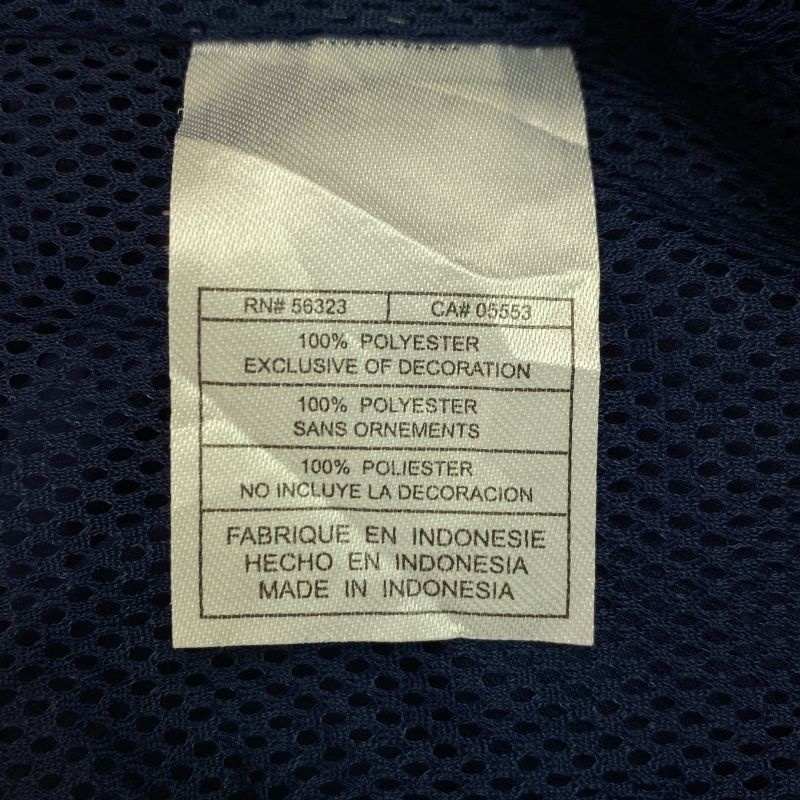 RN# 56323 CA# 05553
100% POLYESTER
EXCLUSIVE OF DECORATION
100% POLYESTER
SANS ORNEMENTS
100% POLIESTER
NO INCLUYE LA DECORACION
FABRIQUE EN INDONESIE
HECHO EN INDONESIA
MADE IN INDONESIA